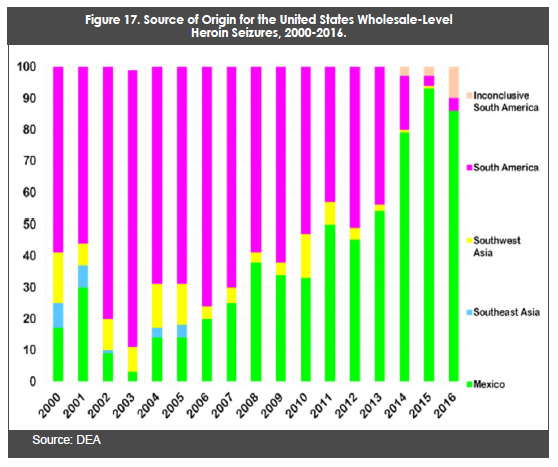 Figure 17. Source of Origin for the United States Wholesale-Level
Heroin Seizures, 2000-2016.
100
90
80
70
60
50
40
30
20
10
0
2000
2001
2002
2003
2004
2005
2006
2007
2008
2009
2010
2011
2012
2013
2014
2015
2016
Inconclusive
South America
South America
Southwest
Asia
Southeast Asia
Mexico
Source: DEA